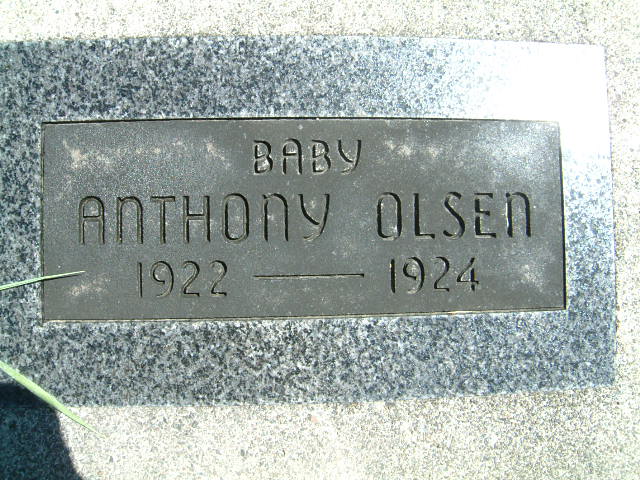 BABY
ANTHONY OLSEN
1922 — 1924